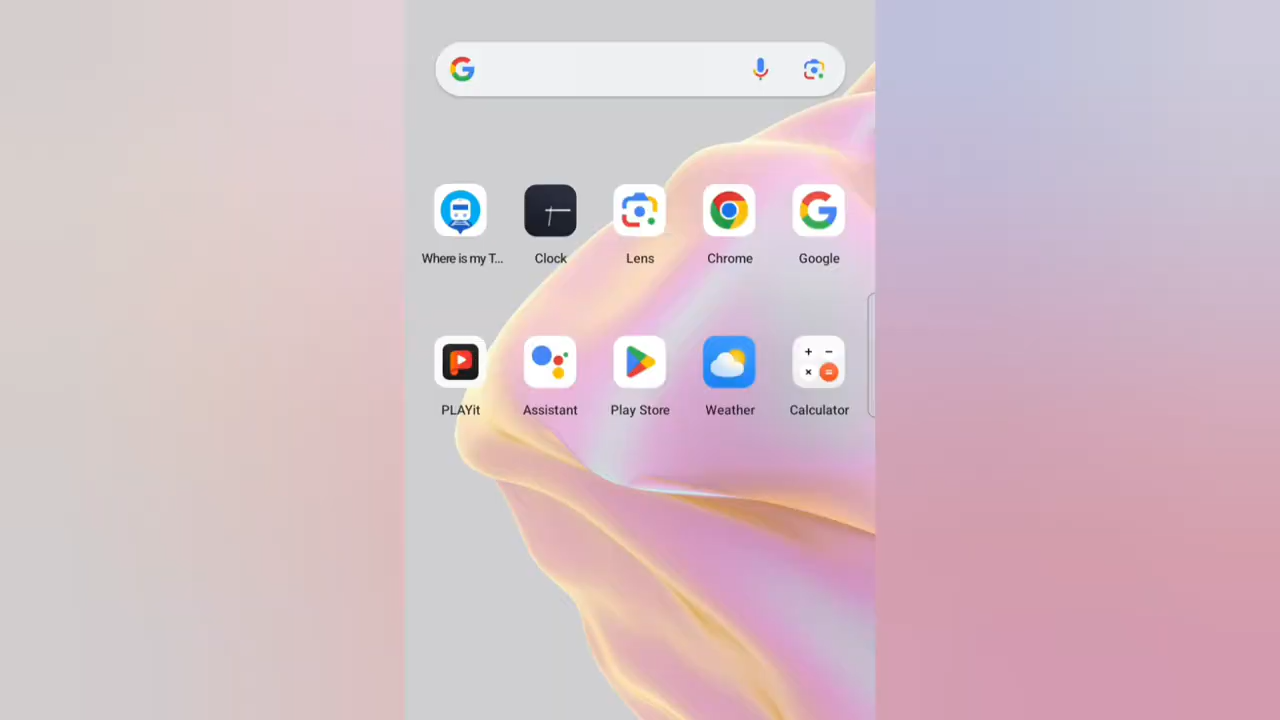 Where is my T... Clock Lens Chrome Google
PLAYit Assistant Play Store Weather Calculator